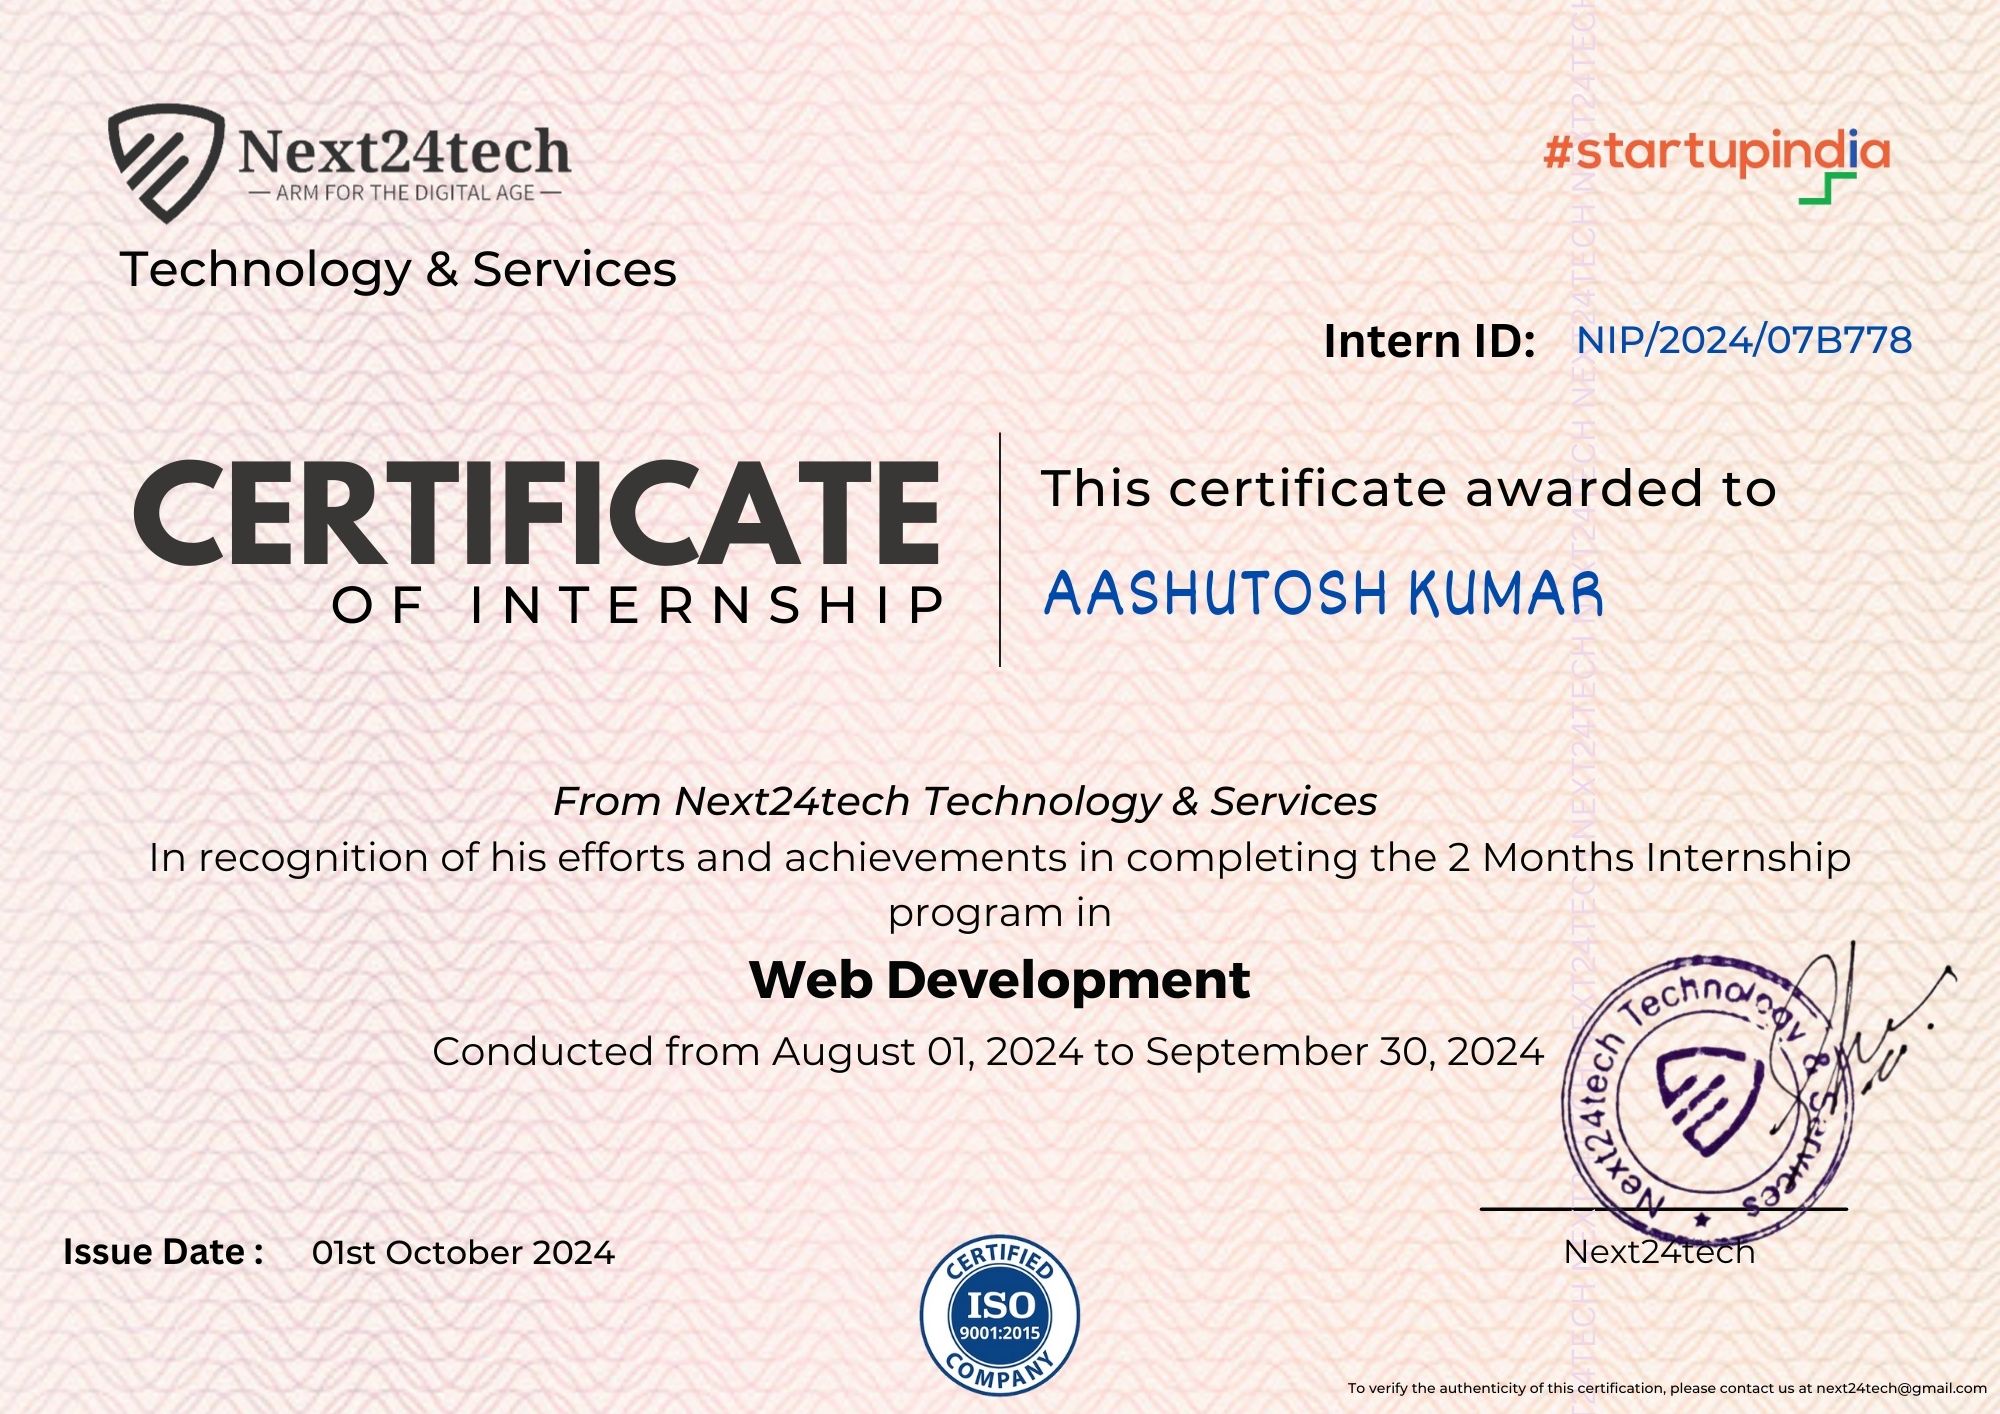 Next24tech
ARM FOR THE DIGITAL AGE
Technology & Services
#startupindia
Intern ID: NIP/2024/07B778
CERTIFICATE
OF INTERNSHIP
This certificate awarded to
AASHUTOSH KUMAR
From Next24tech Technology & Services
In recognition of his efforts and achievements in completing the 2 Months Internship
program in
Web Development
Conducted from August 01, 2024 to September 30, 2024
Next24tech Technology & Services
Next24tech
Issue Date : 01st October 2024
CERTIFIED
ISO
9001:2015
COMPANY
To verify the authenticity of this certification, please contact us at next24tech@gmail.com
NEXT24TECH NEXT24TECH NEXT24TECH NEXT24TECH NEXT24TECH NEXT24TECH